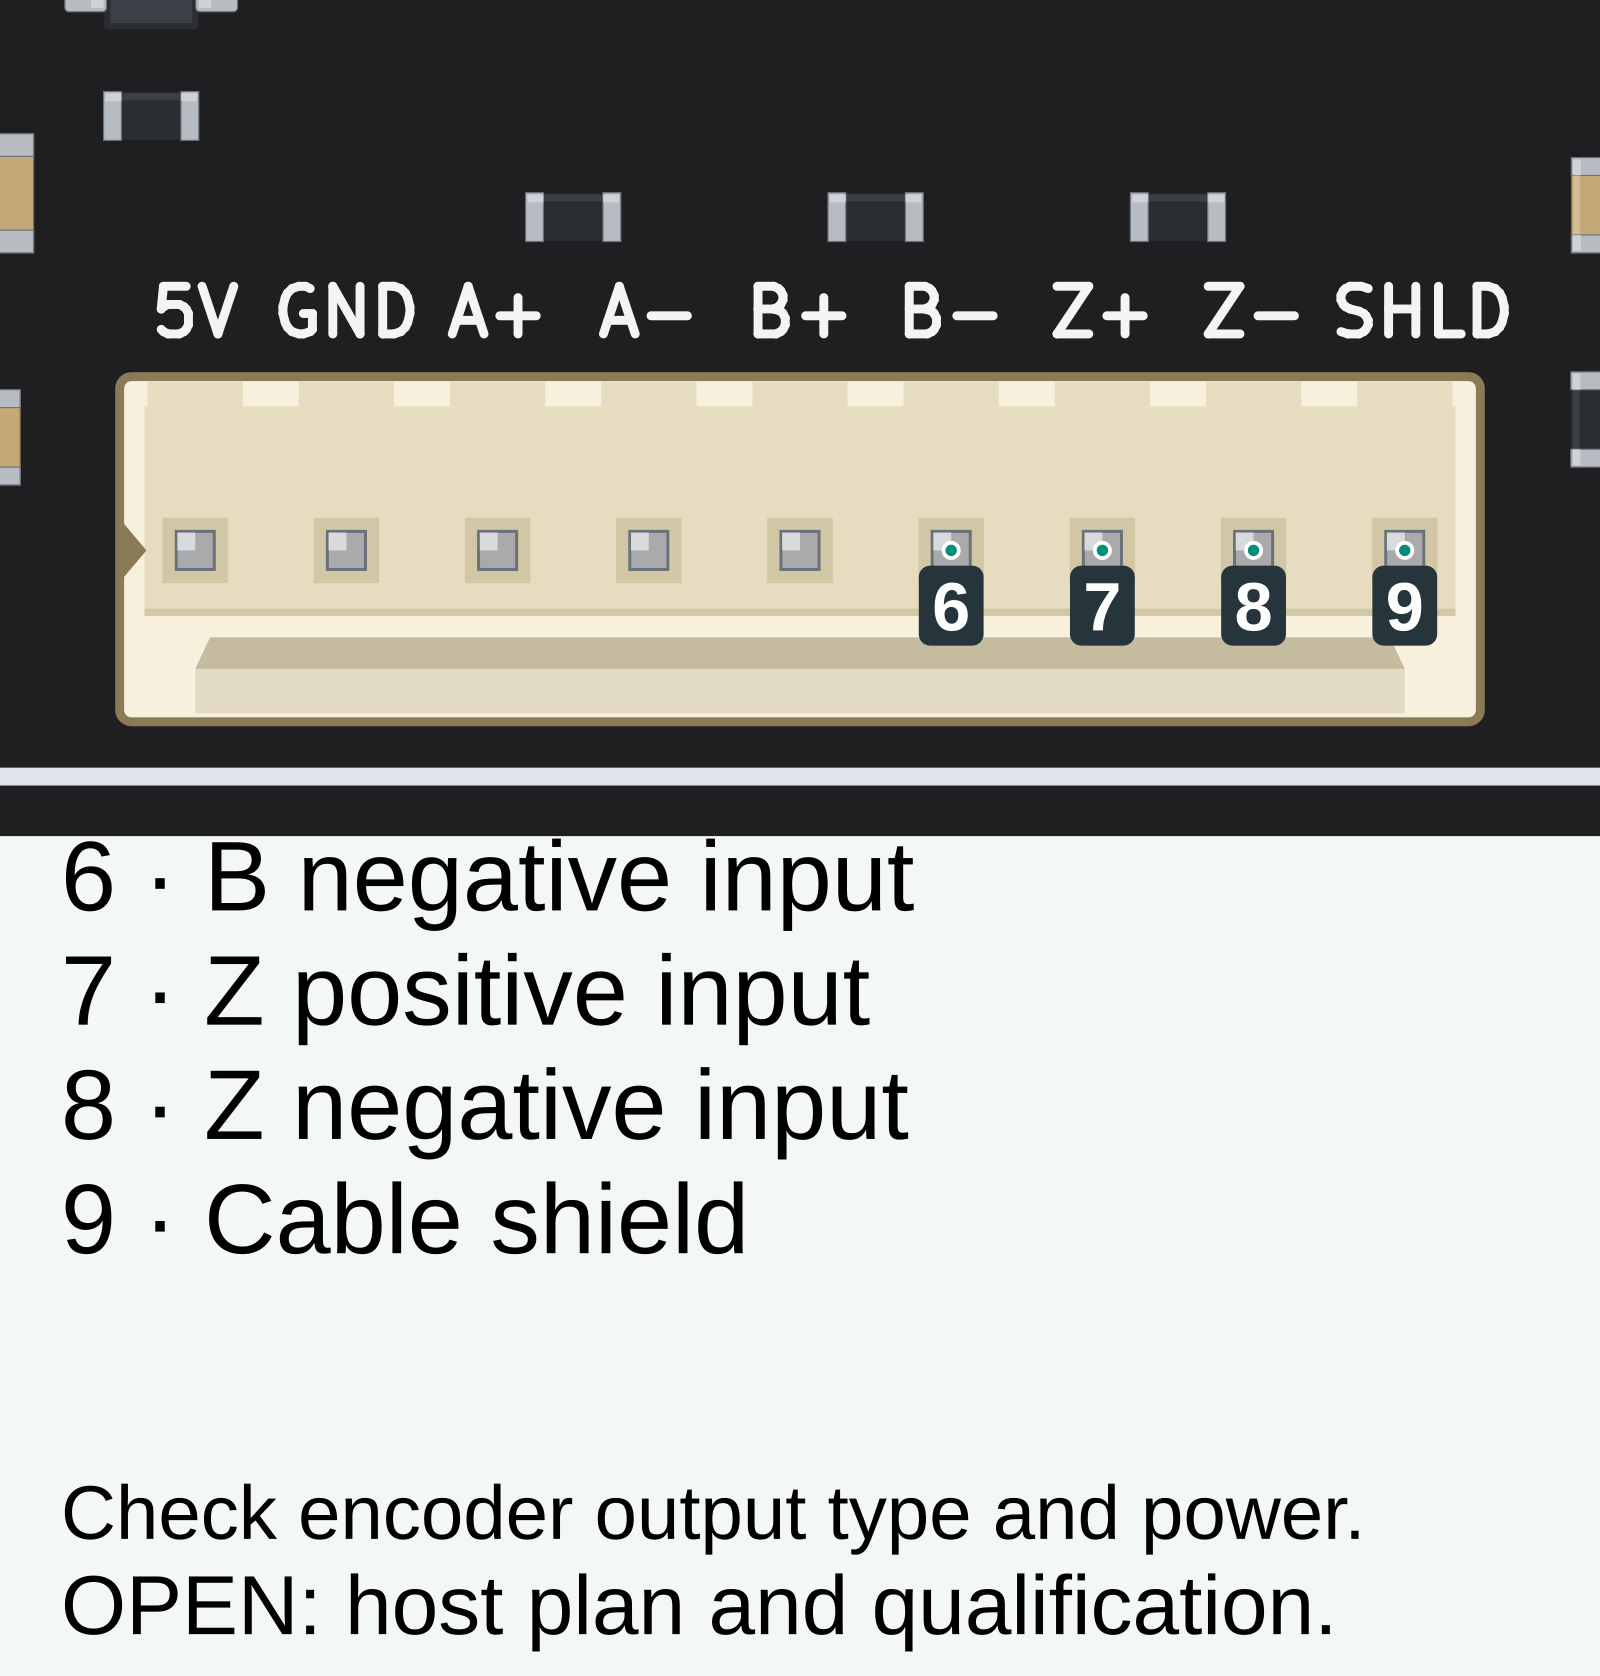 5V GND A+ A- B+ B- Z+ Z- SHLD
6 7 8 9
6 · B negative input
7 · Z positive input
8 · Z negative input
9 · Cable shield
Check encoder output type and power.
OPEN: host plan and qualification.